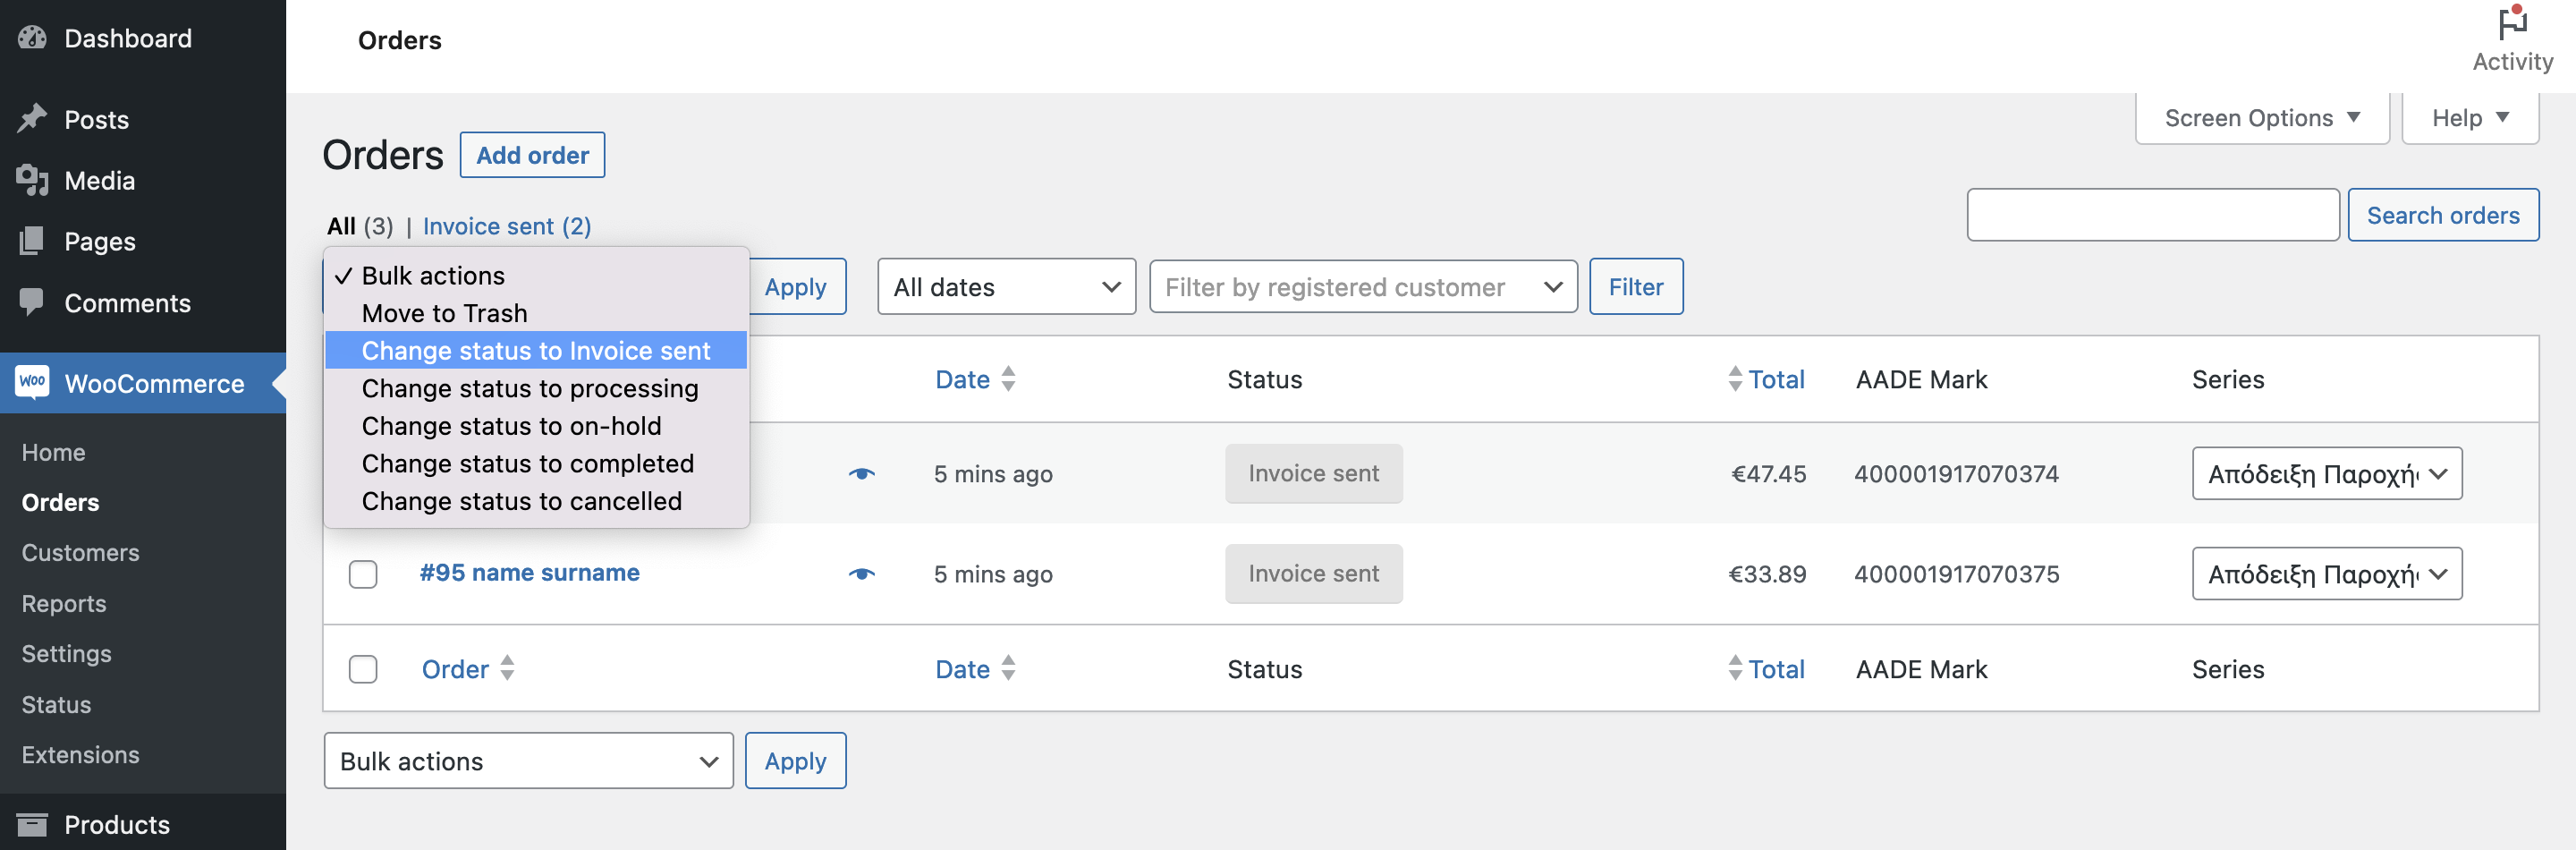 Dashboard
Posts
Media
Pages
Comments
Woo WooCommerce
Home
Orders
Customers
Reports
Settings
Status
Extensions
Products
Orders
Activity
Screen Options
Help
Orders
Add order
All (3) | Invoice sent (2)
Search orders
Bulk actions
Move to Trash
Change status to Invoice sent
Change status to processing
Change status to on-hold
Change status to completed
Change status to cancelled
Apply
All dates
Filter by registered customer
Filter
Date Status Total AADE Mark Series
5 mins ago Invoice sent €47.45 400001917070374
#95 name surname 5 mins ago Invoice sent €33.89 400001917070375
Order Date Status Total AADE Mark Series
Bulk actions Apply